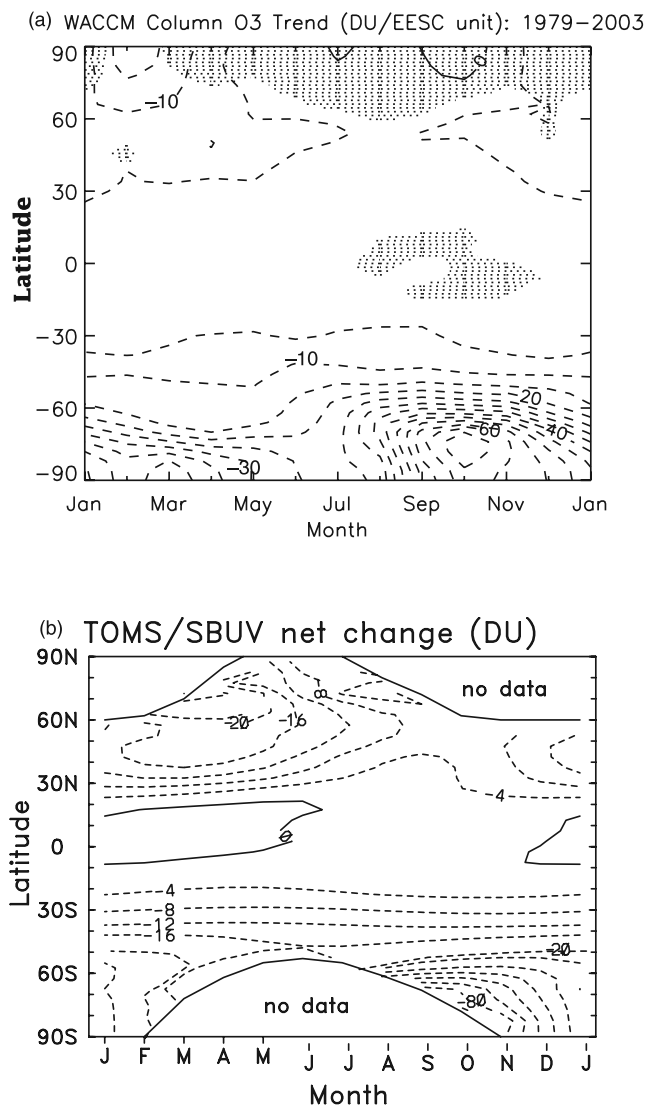 (a) WACCM Column O3 Trend (DU/EESC unit): 1979–2003
90
60
30
0
−30
−60
−90
Latitude
0
−10
−10
20
−60
40
−30
Jan Mar May Jul Sep Nov Jan
Month
(b) TOMS/SBUV net change (DU)
90N
60N
30N
0
30S
60S
90S
Latitude
no data
8
−20
−16
4
0
4
−8
−12
−16
−20
−80
no data
J F M A M J J A S O N D J
Month